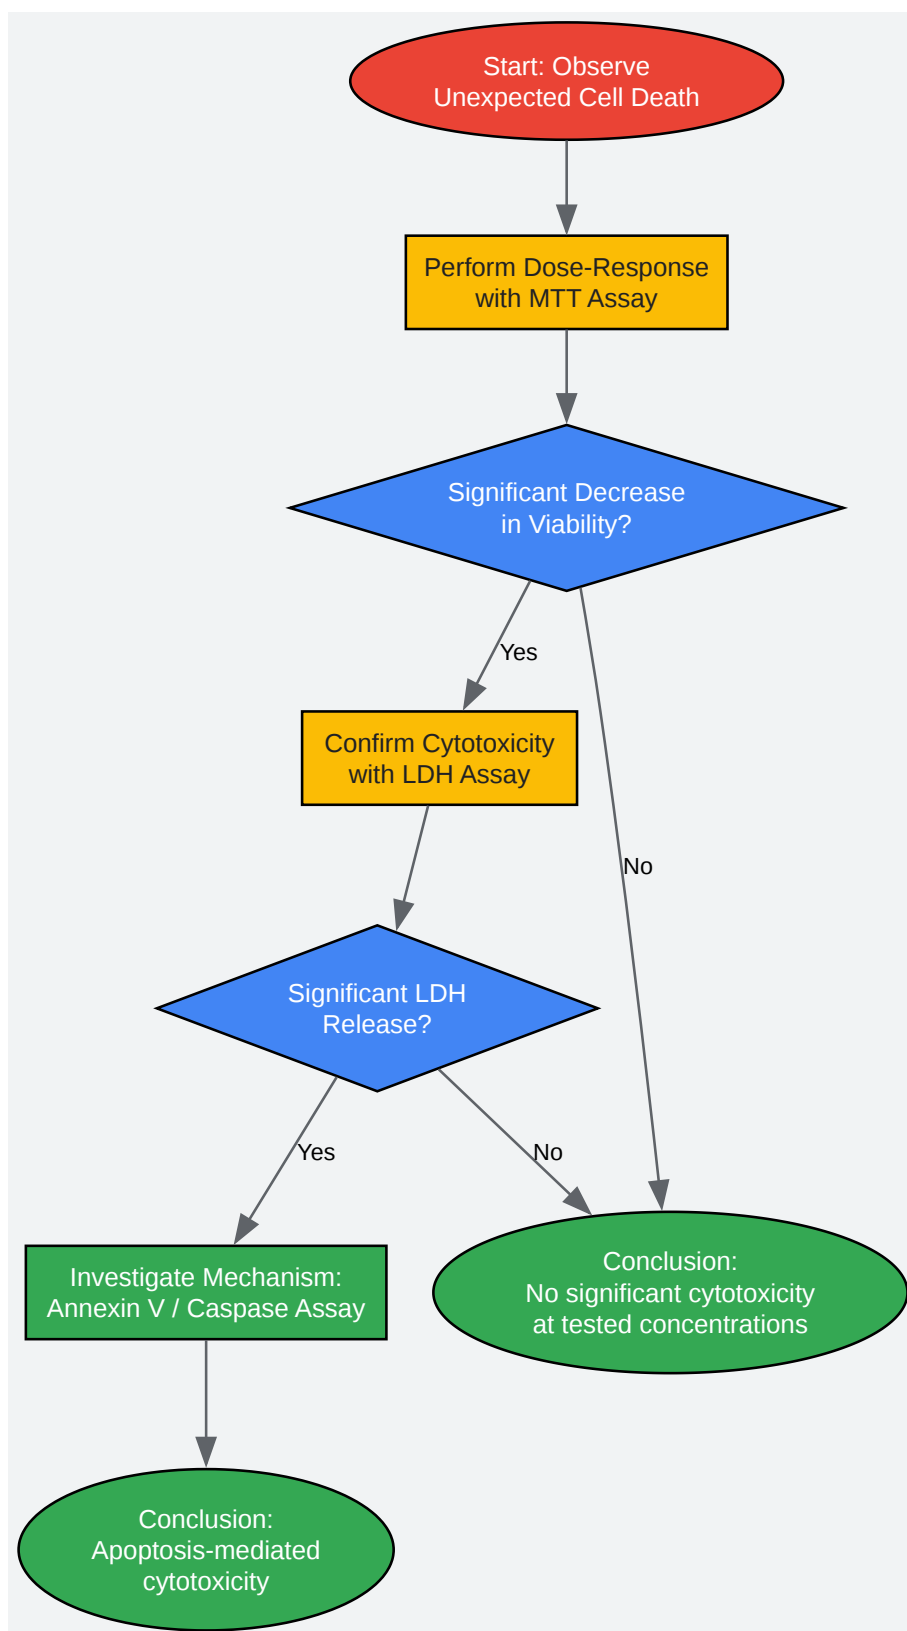 Start: Observe
Unexpected Cell Death
Perform Dose-Response
with MTT Assay
Significant Decrease
in Viability?
Yes
Confirm Cytotoxicity
with LDH Assay
No
Significant LDH
Release?
Yes
No
Investigate Mechanism:
Annexin V / Caspase Assay
Conclusion:
No significant cytotoxicity
at tested concentrations
Conclusion:
Apoptosis-mediated
cytotoxicity